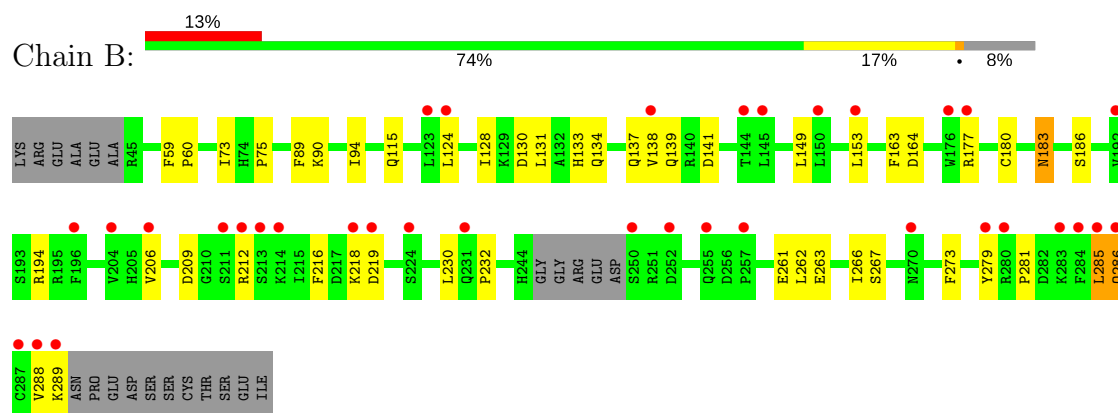 13%
Chain B:
74% 17% • 8%
LYS ARG GLU ALA GLU ALA R45 F59 P60 I73 H74 P75 F89 K90 I94 Q115 L123 L124 I128 K129 D130 L131 A132 H133 Q134 Q137 V138 Q139 R140 D141 T144 L145 L149 L150 L153 F163 D164 W176 R177 C180 N183 S186 V192
S193 R194 R195 F196 V204 H205 V206 D209 G210 S211 R212 S213 K214 I215 F216 D217 K218 D219 S224 L230 Q231 P232 H244 GLY GLY ARG GLU ASP S250 R251 D252 Q255 D256 P257 E261 L262 E263 I266 S267 N270 F273 Y279 R280 P281 D282 K283 F284 L285
C287 V288 K289 ASN PRO GLU ASP SER SER CYS THR SER GLU ILE